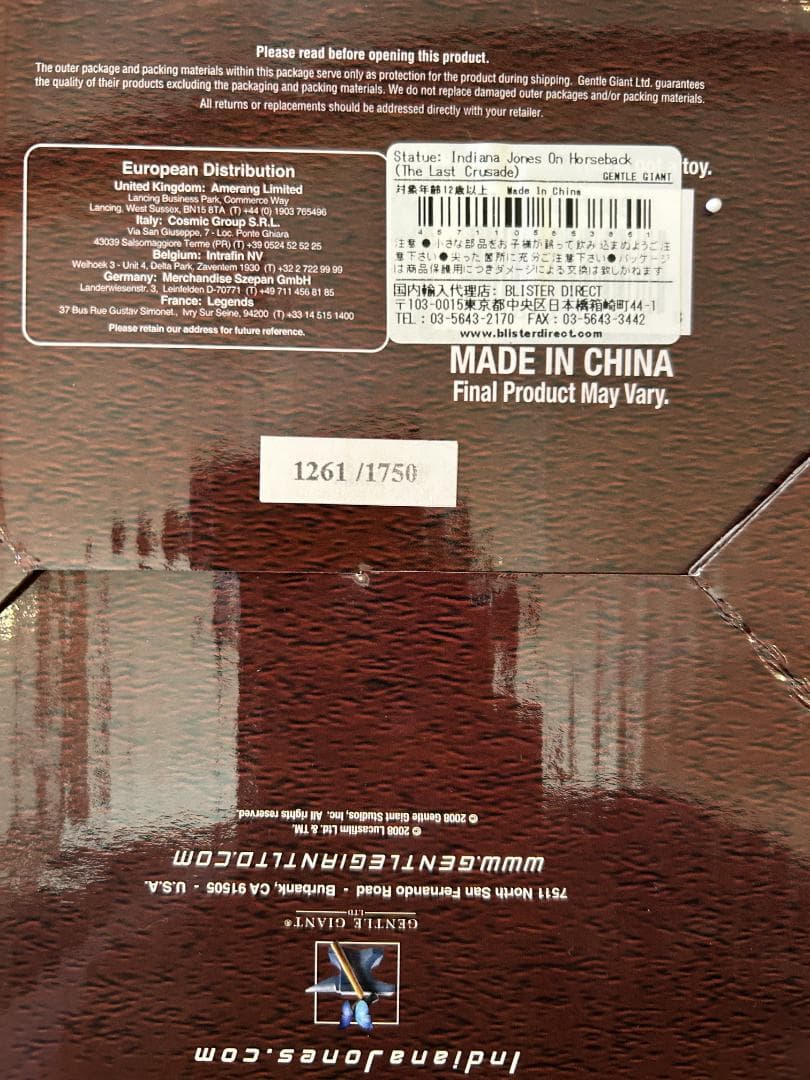 Please read before opening this product.
The outer package and packing materials within this package serve only as protection for the product during shipping. Gentle Giant Ltd. guarantees
the quality of their products excluding the packaging and packing materials. We do not replace damaged outer packages and/or packing materials.
All returns or replacements should be addressed directly with your retailer.
European Distribution
United Kingdom: Amerang Limited
Lancing Business Park, Commerce Way
Lancing, West Sussex, BN15 8TA (T) +44 (0) 1903 765496
Italy: Cosmic Group S.R.L.
Via San Giuseppe, 7 - Loc. Ponte Ghiara
43039 Salsomaggiore Terme (PR) (T) +39 0524 52 52 25
Belgium: Intrafin NV
Weihoek 3 - Unit 4, Delta Park, Zaventem 1930 (T) +32 2 722 99 99
Germany: Merchandise Szepan GmbH
Landerwiesenstr. 3, Leinfelden D-70771 (T) +49 711 456 81 85
France: Legends
37 Bus Rue Gustav Simonet., Ivry Sur Seine, 94200 (T) +33 14 515 1400
Please retain our address for future reference.
toy.
Statue: Indiana Jones On Horseback
(The Last Crusade) GENTLE GIANT
対象年齢12歳以上 Made In China
注意 ●小さな部品をお子様が誤って飲み込まぬようご注
意下さい●尖った箇所に充分ご注意下さい●パッケージ
は商品保護用につきダメージによる交換は致しかねます
国内輸入代理店: BLISTER DIRECT
〒103-0015東京都中央区日本橋箱崎町44-1
TEL : 03-5643-2170 FAX : 03-5643-3442
www.blisterdirect.com
MADE IN CHINA
Final Product May Vary.
1261 /1750
IndianaJones.com
GENTLE GIANT®
LTD
7511 North San Fernando Road - Burbank, CA 91505 - U.S.A.
WWW.GENTLEGIANTLTD.COM
© 2008 Lucasfilm Ltd. & TM.
© 2008 Gentle Giant Studios, Inc. All rights reserved.